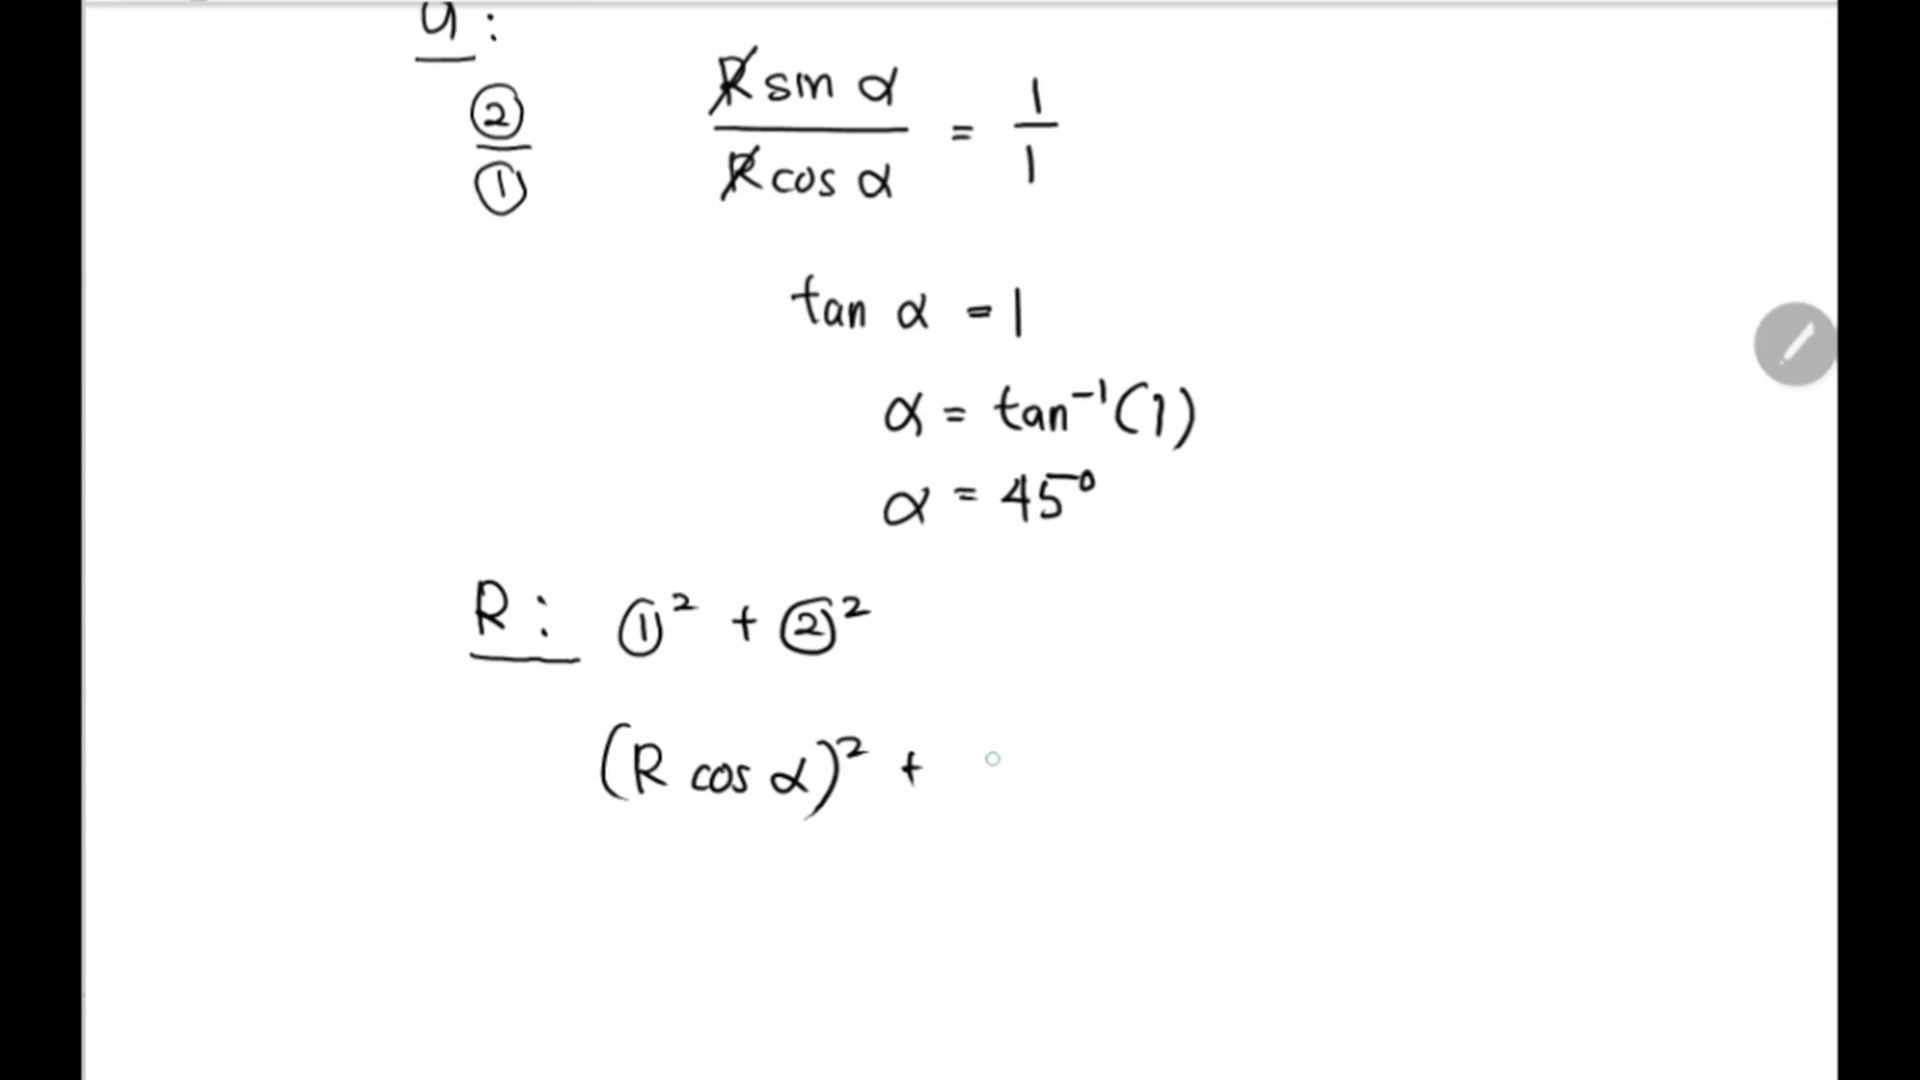 ②/① R sin α / R cos α = 1/1
tan α = 1
α = tan⁻¹(1)
α = 45°
R: ①² + ②²
(R cos α)² +